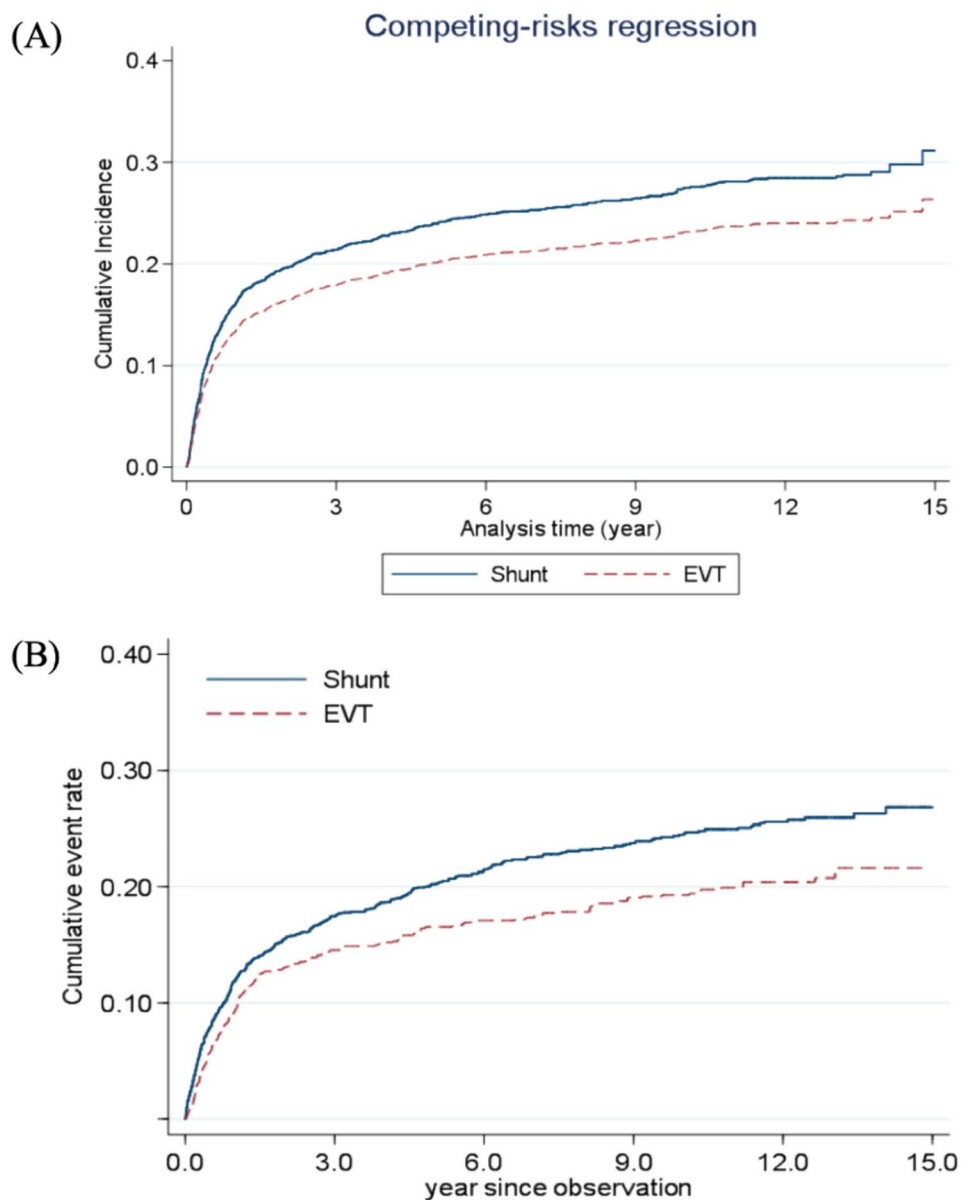 (A)
Competing-risks regression
Cumulative Incidence
0.4
0.3
0.2
0.1
0.0
0 3 6 9 12 15
Analysis time (year)
Shunt EVT
(B)
Cumulative event rate
0.40
0.30
0.20
0.10
Shunt
EVT
0.0 3.0 6.0 9.0 12.0 15.0
year since observation